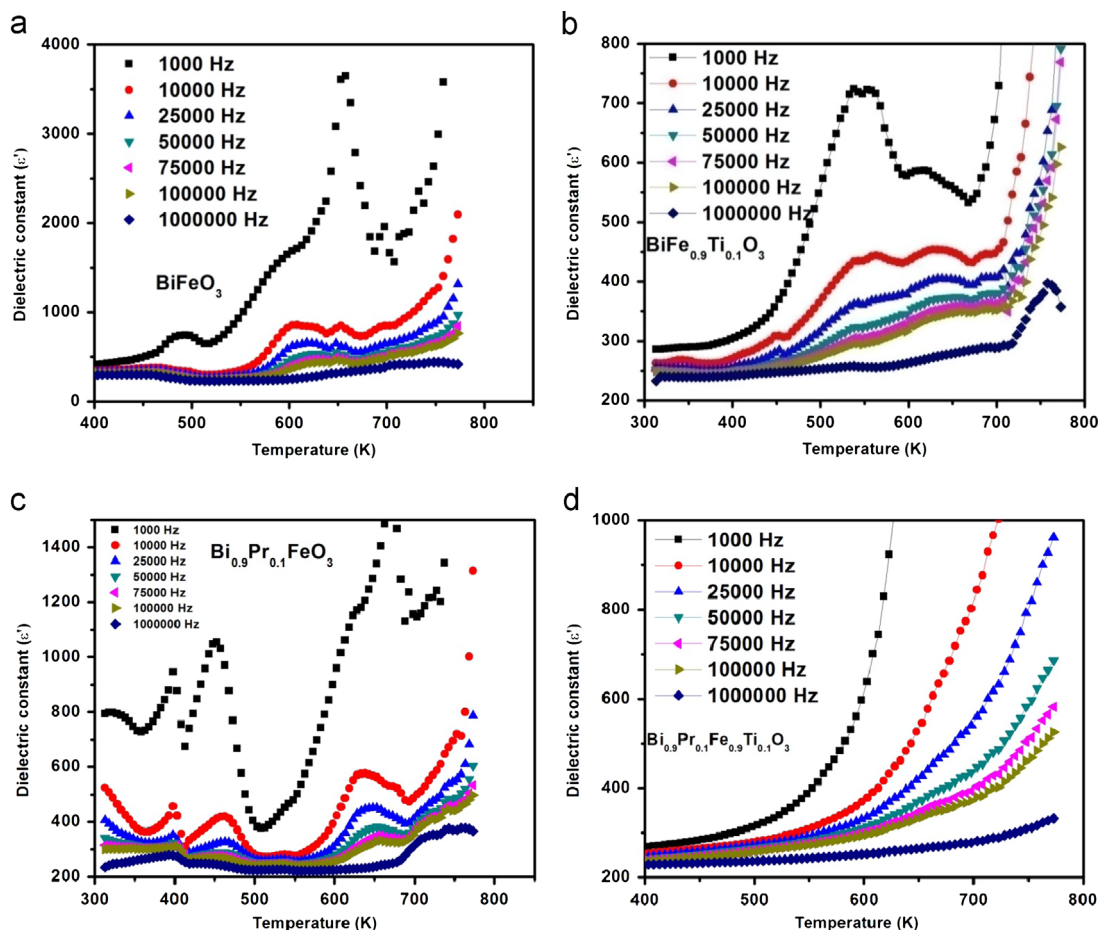 a
4000
3000
2000
1000
0
Dielectric constant (ε')
400 500 600 700 800
Temperature (K)
1000 Hz
10000 Hz
25000 Hz
50000 Hz
75000 Hz
100000 Hz
1000000 Hz
BiFeO₃
b
800
700
600
500
400
300
200
Dielectric constant (ε')
300 400 500 600 700 800
Temperature (K)
1000 Hz
10000 Hz
25000 Hz
50000 Hz
75000 Hz
100000 Hz
1000000 Hz
BiFe₀.₉Ti₀.₁O₃
c
1400
1200
1000
800
600
400
200
Dielectric constant (ε')
300 400 500 600 700 800
Temperature (K)
1000 Hz
10000 Hz
25000 Hz
50000 Hz
75000 Hz
100000 Hz
1000000 Hz
Bi₀.₉Pr₀.₁FeO₃
d
1000
800
600
400
200
Dielectric constant (ε')
400 500 600 700 800
Temperature (K)
1000 Hz
10000 Hz
25000 Hz
50000 Hz
75000 Hz
100000 Hz
1000000 Hz
Bi₀.₉Pr₀.₁Fe₀.₉Ti₀.₁O₃